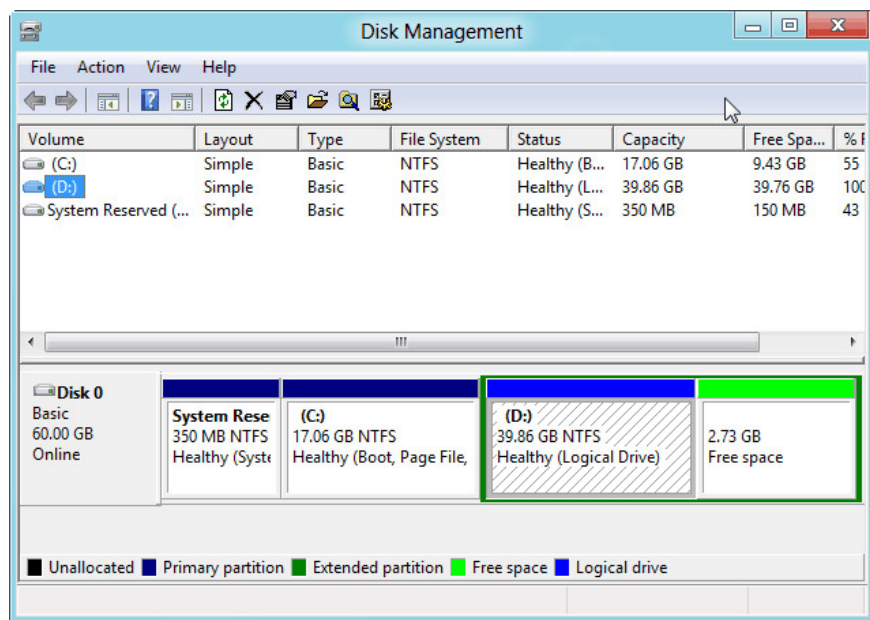 Disk Management
File Action View Help
Volume Layout Type File System Status Capacity Free Spa... % F
(C:) Simple Basic NTFS Healthy (B... 17.06 GB 9.43 GB 55
(D:) Simple Basic NTFS Healthy (L... 39.86 GB 39.76 GB 100
System Reserved (... Simple Basic NTFS Healthy (S... 350 MB 150 MB 43
Disk 0
Basic
60.00 GB
Online
System Rese
350 MB NTFS
Healthy (Syste
(C:)
17.06 GB NTFS
Healthy (Boot, Page File,
(D:)
39.86 GB NTFS
Healthy (Logical Drive)
2.73 GB
Free space
Unallocated Primary partition Extended partition Free space Logical drive